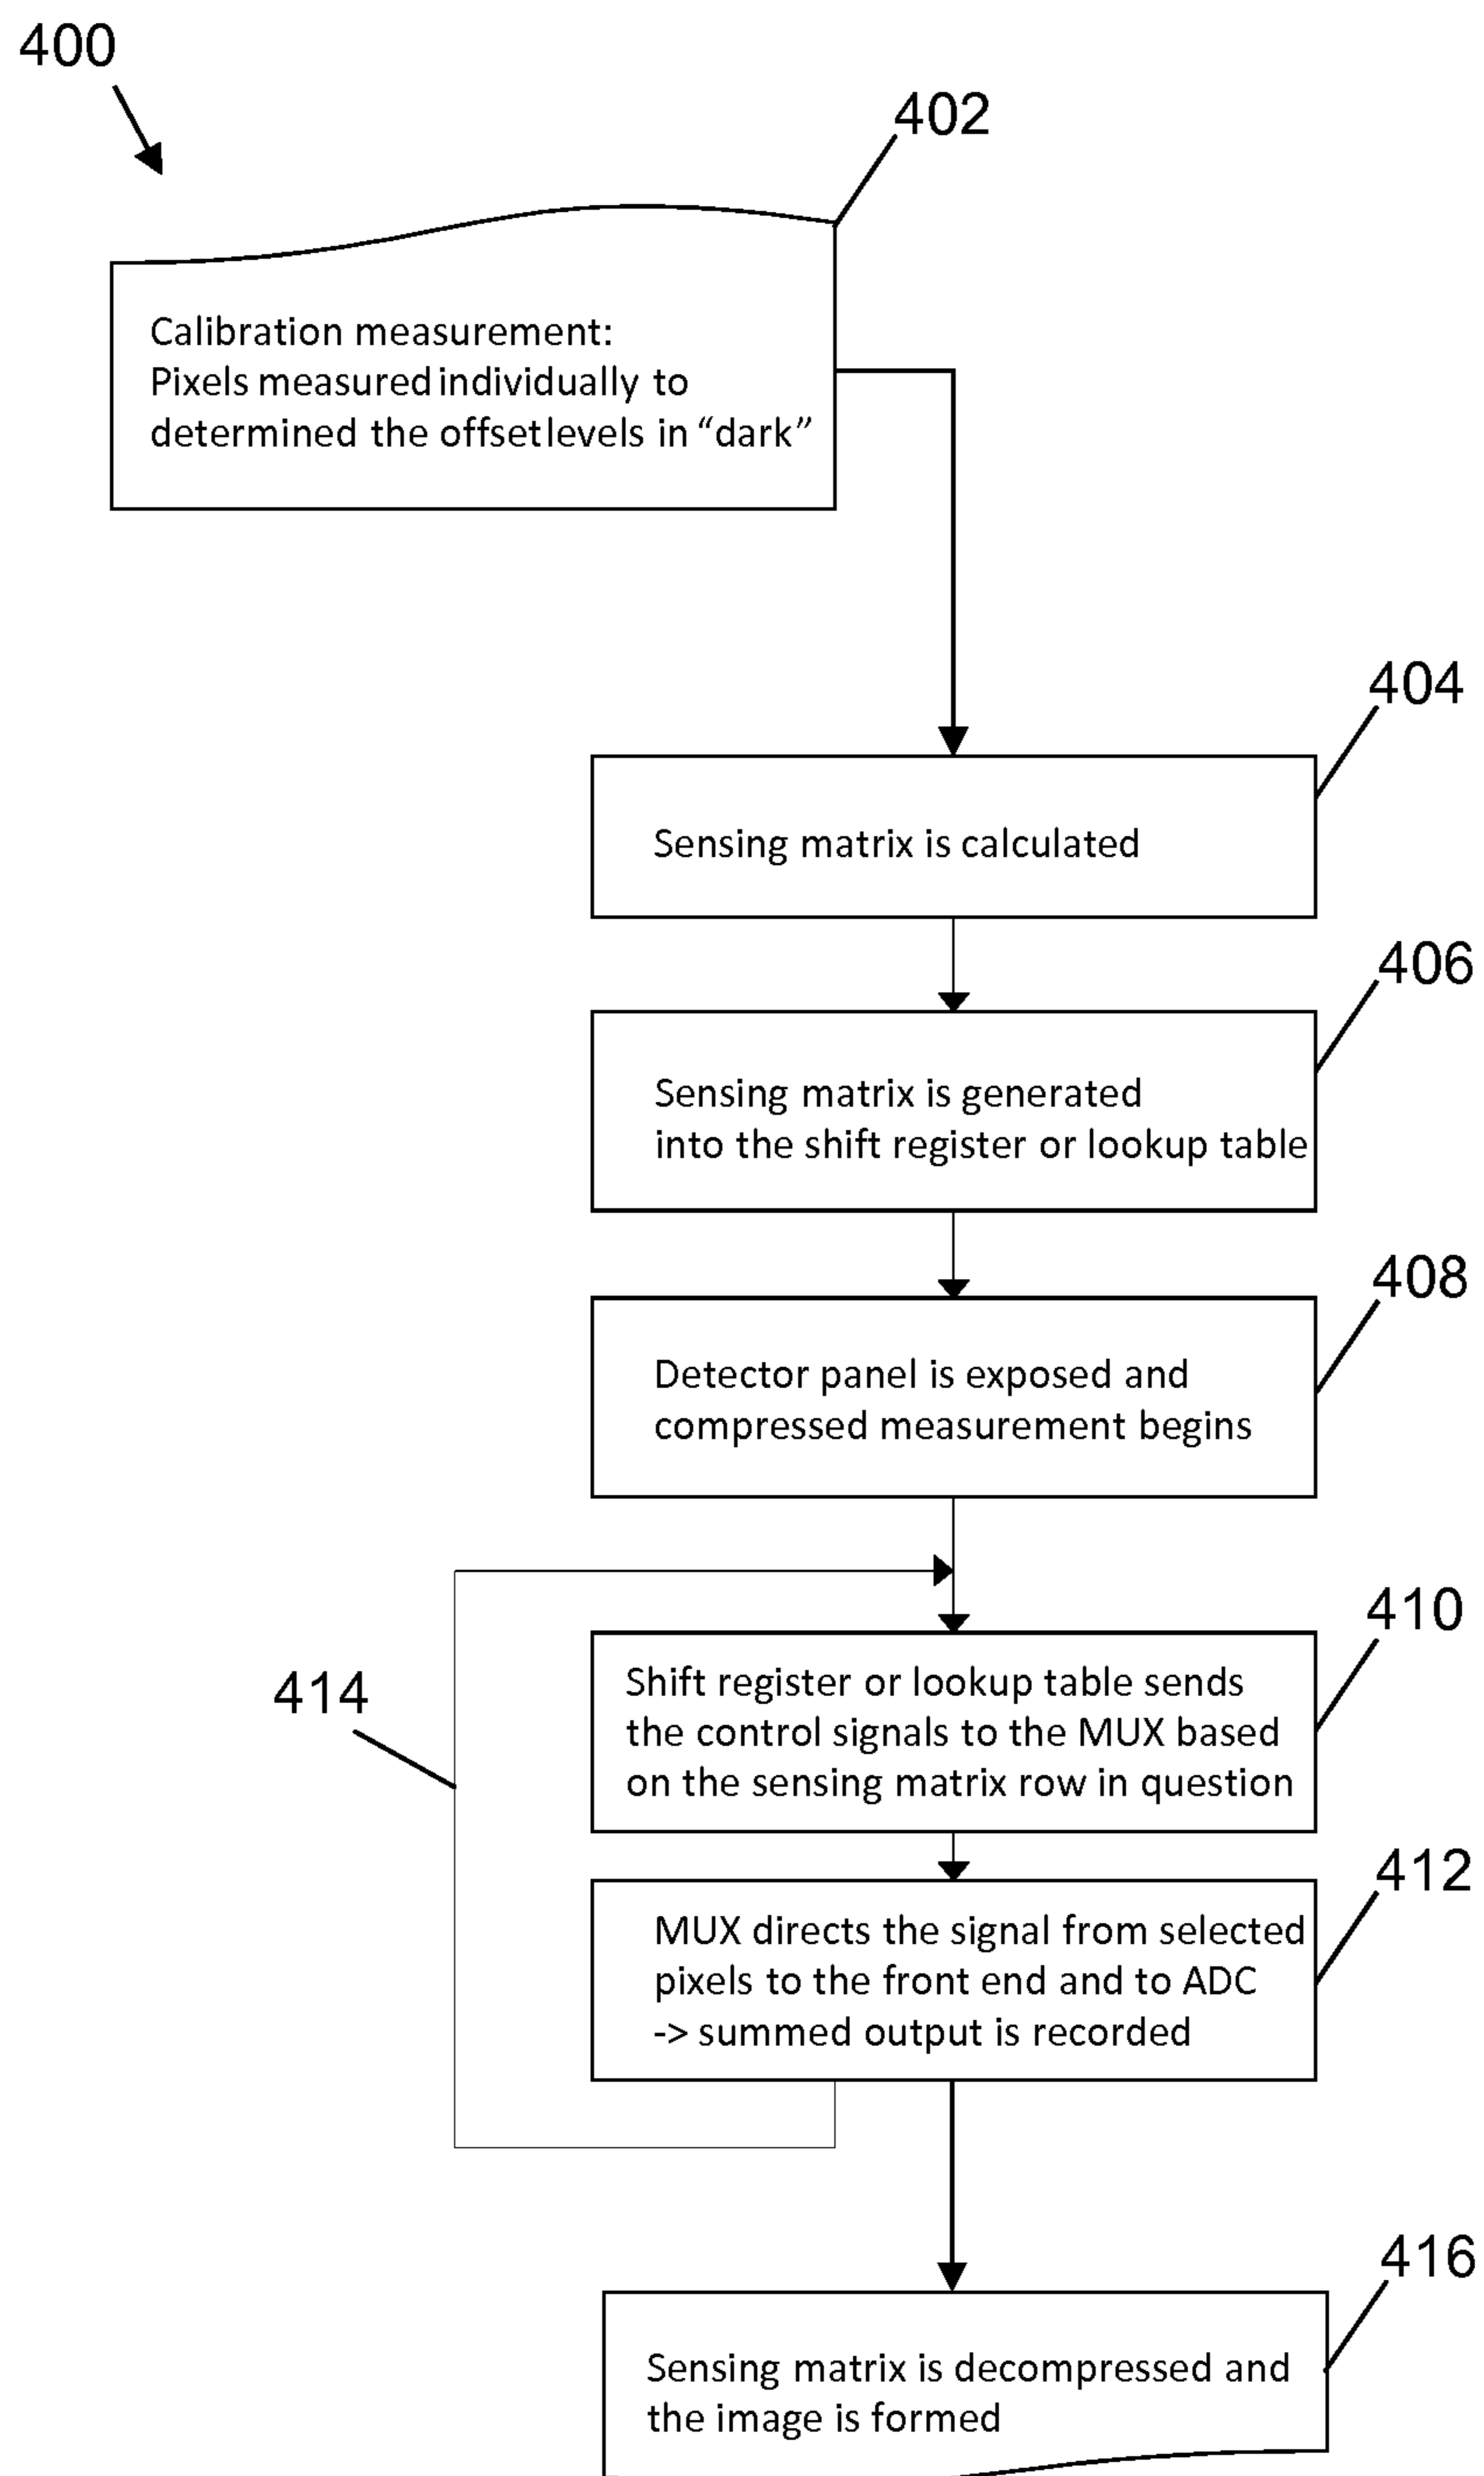 400
402
Calibration measurement:
Pixels measured individually to
determined the offset levels in “dark”
404
Sensing matrix is calculated
406
Sensing matrix is generated
into the shift register or lookup table
408
Detector panel is exposed and
compressed measurement begins
410
Shift register or lookup table sends
the control signals to the MUX based
on the sensing matrix row in question
414
412
MUX directs the signal from selected
pixels to the front end and to ADC
-> summed output is recorded
416
Sensing matrix is decompressed and
the image is formed